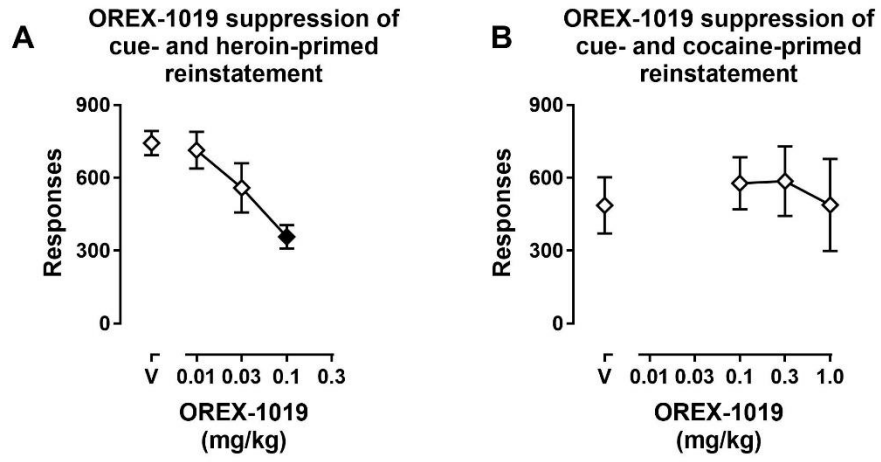 A
OREX-1019 suppression of
cue- and heroin-primed
reinstatement
900
600
300
0
Responses
V 0.01 0.03 0.1 0.3
OREX-1019
(mg/kg)
B
OREX-1019 suppression of
cue- and cocaine-primed
reinstatement
900
600
300
0
Responses
V 0.01 0.03 0.1 0.3 1.0
OREX-1019
(mg/kg)